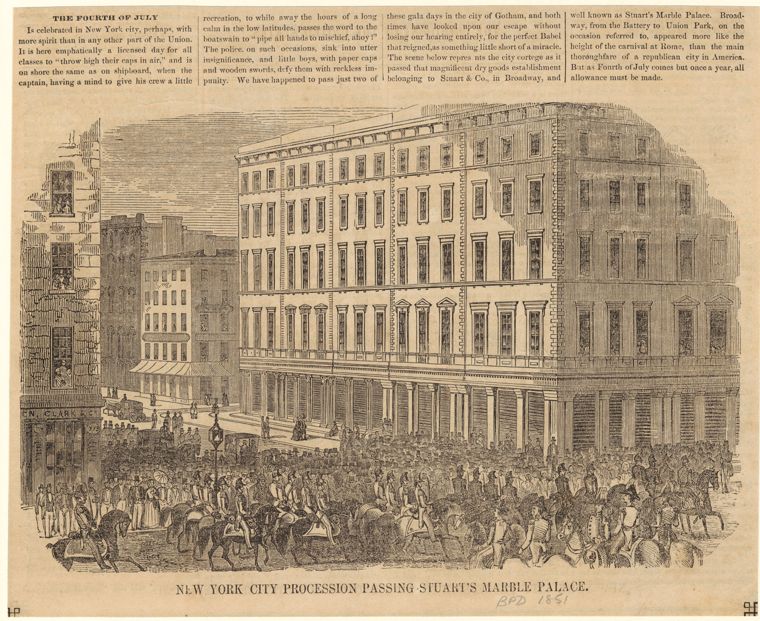 THE FOURTH OF JULY
Is celebrated in New York city, perhaps, with
more spirit than in any other part of the Union.
It is here emphatically a licensed day for all
classes to "throw high their caps in air," and is
on shore the same as on shipboard, when the
captain, having a mind to give his crew a little
recreation, to while away the hours of a long
calm in the low latitudes, passes the word to the
boatswain to "pipe all hands to mischief, ahoy!"
The police, on such occasions, sink into utter
insignificance, and little boys, with paper caps
and wooden swords, defy them with reckless im-
punity. We have happened to pass just two of
these gala days in the city of Gotham, and both
times have looked upon our escape without
losing our hearing entirely, for the perfect Babel
that reigned, as something little short of a miracle.
The scene below represents the city cortege as it
passed that magnificent dry goods establishment
belonging to Stuart & Co., in Broadway, and
well known as Stuart's Marble Palace. Broad-
way, from the Battery to Union Park, on the
occasion referred to, appeared more like the
height of the carnival at Rome, than the main
thoroughfare of a republican city in America.
But as Fourth of July comes but once a year, all
allowance must be made.
N. CLARK & C
NEW YORK CITY PROCESSION PASSING STUART'S MARBLE PALACE.
BPD 1851